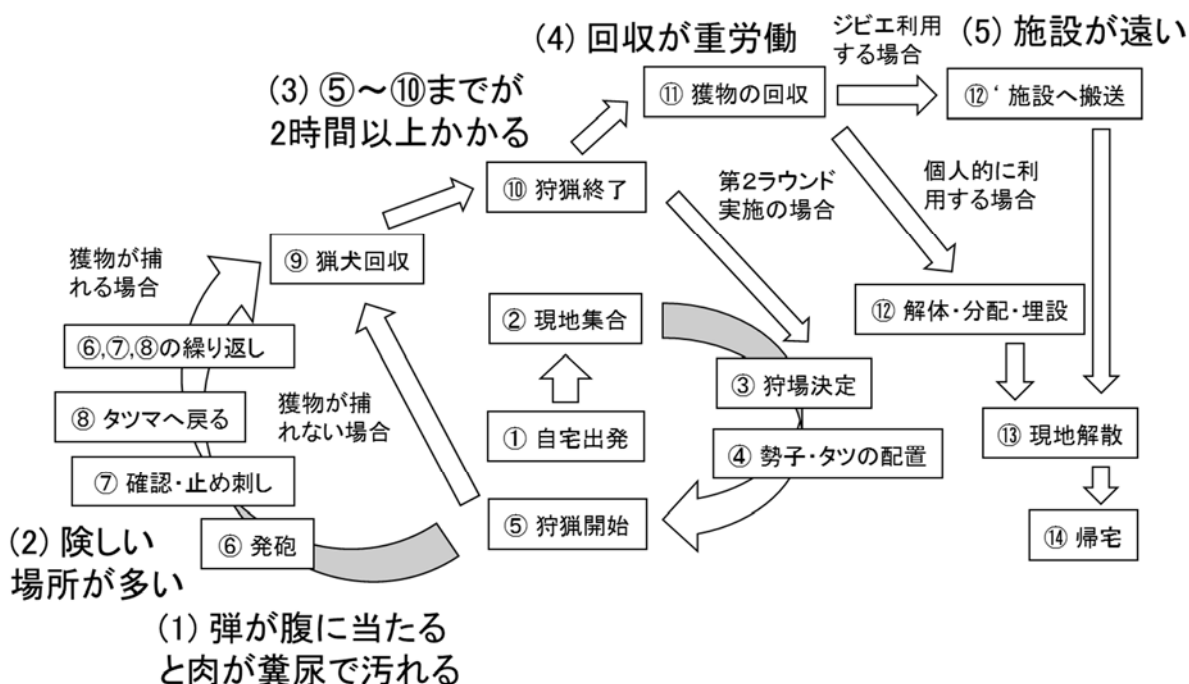 (4) 回収が重労働
ジビエ利用
する場合
(5) 施設が遠い
(3) ⑤～⑩までが
2時間以上かかる
⑪ 獲物の回収
⑫‘ 施設へ搬送
⑩ 狩猟終了
第２ラウンド
実施の場合
個人的に利
用する場合
獲物が捕
れる場合
⑨ 猟犬回収
② 現地集合
⑫ 解体・分配・埋設
⑥,⑦,⑧の繰り返し
③ 狩場決定
獲物が捕
れない場合
⑧ タツマへ戻る
① 自宅出発
④ 勢子・タツの配置
⑬ 現地解散
⑦ 確認・止め刺し
⑤ 狩猟開始
(2) 険しい
場所が多い
⑥ 発砲
⑭ 帰宅
(1) 弾が腹に当たる
と肉が糞尿で汚れる